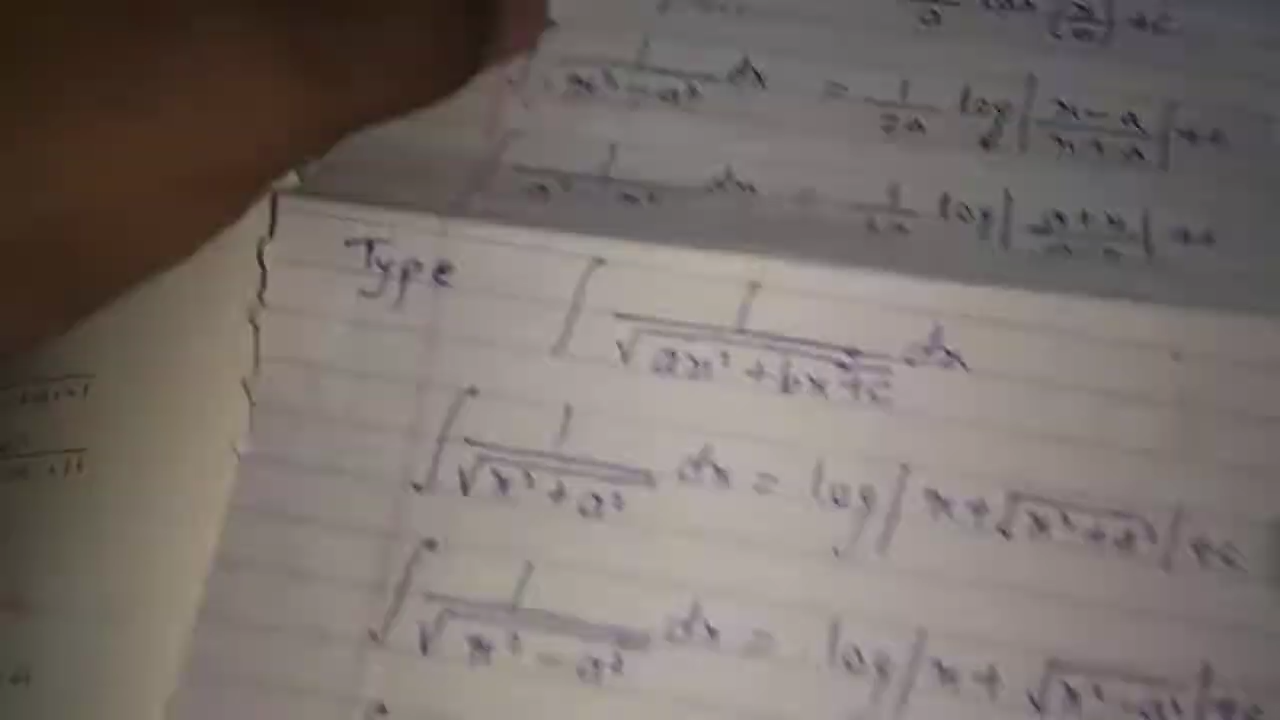 ∫ 1/(x² - a²) dx = 1/2a log|(x - a)/(x + a)| + c
1/(a² - x²) dx = 1/2a log|(a + x)/(a - x)| + c
Type ∫ 1/√(ax² + bx + c) dx
∫ 1/√(x² + a²) dx = log|x + √(x² + a²)| + c
∫ 1/√(x² - a²) dx = log|x + √(x² - a²)| + c